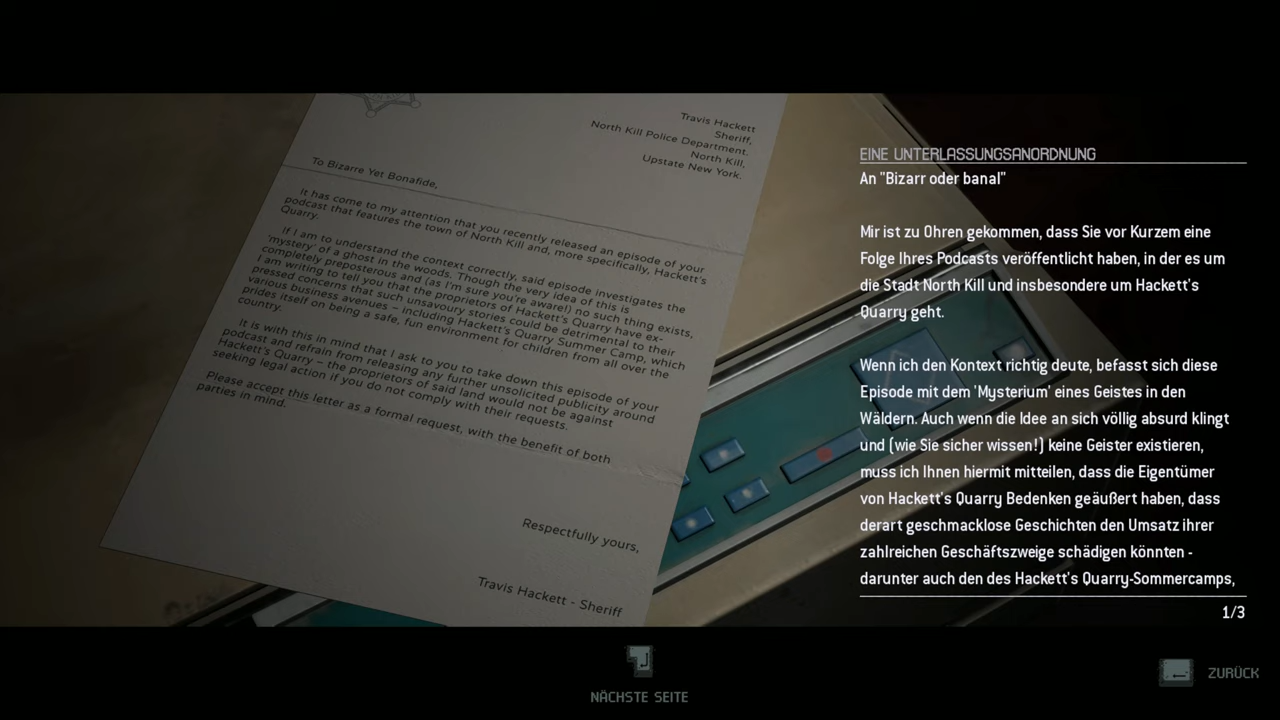 Travis Hackett
Sheriff,
North Kill Police Department.
North Kill,
Upstate New York.
To Bizarre Yet Bonafide,
It has come to my attention that you recently released an episode of your
podcast that features the town of North Kill and, more specifically, Hackett's
Quarry.
If I am to understand the context correctly, said episode investigates the
'mystery' of a ghost in the woods. Though the very idea of this is
completely preposterous and (as I'm sure you're aware!) no such thing exists,
I am writing to tell you that the proprietors of Hackett's Quarry have ex-
pressed concerns that such unsavoury stories could be detrimental to their
various business avenues – including Hackett's Quarry Summer Camp, which
prides itself on being a safe, fun environment for children from all over the
country.
It is with this in mind that I ask to you to take down this episode of your
podcast and refrain from releasing any further unsolicited publicity around
Hackett's Quarry – the proprietors of said land would not be against
seeking legal action if you do not comply with their requests.
Please accept this letter as a formal request, with the benefit of both
parties in mind.
Respectfully yours,
Travis Hackett - Sheriff
EINE UNTERLASSUNGSANORDNUNG
An "Bizarr oder banal"
Mir ist zu Ohren gekommen, dass Sie vor Kurzem eine
Folge Ihres Podcasts veröffentlicht haben, in der es um
die Stadt North Kill und insbesondere um Hackett's
Quarry geht.
Wenn ich den Kontext richtig deute, befasst sich diese
Episode mit dem 'Mysterium' eines Geistes in den
Wäldern. Auch wenn die Idee an sich völlig absurd klingt
und (wie Sie sicher wissen!) keine Geister existieren,
muss ich Ihnen hiermit mitteilen, dass die Eigentümer
von Hackett's Quarry Bedenken geäußert haben, dass
derart geschmacklose Geschichten den Umsatz ihrer
zahlreichen Geschäftszweige schädigen könnten -
darunter auch den des Hackett's Quarry-Sommercamps,
1/3
NÄCHSTE SEITE
ZURÜCK